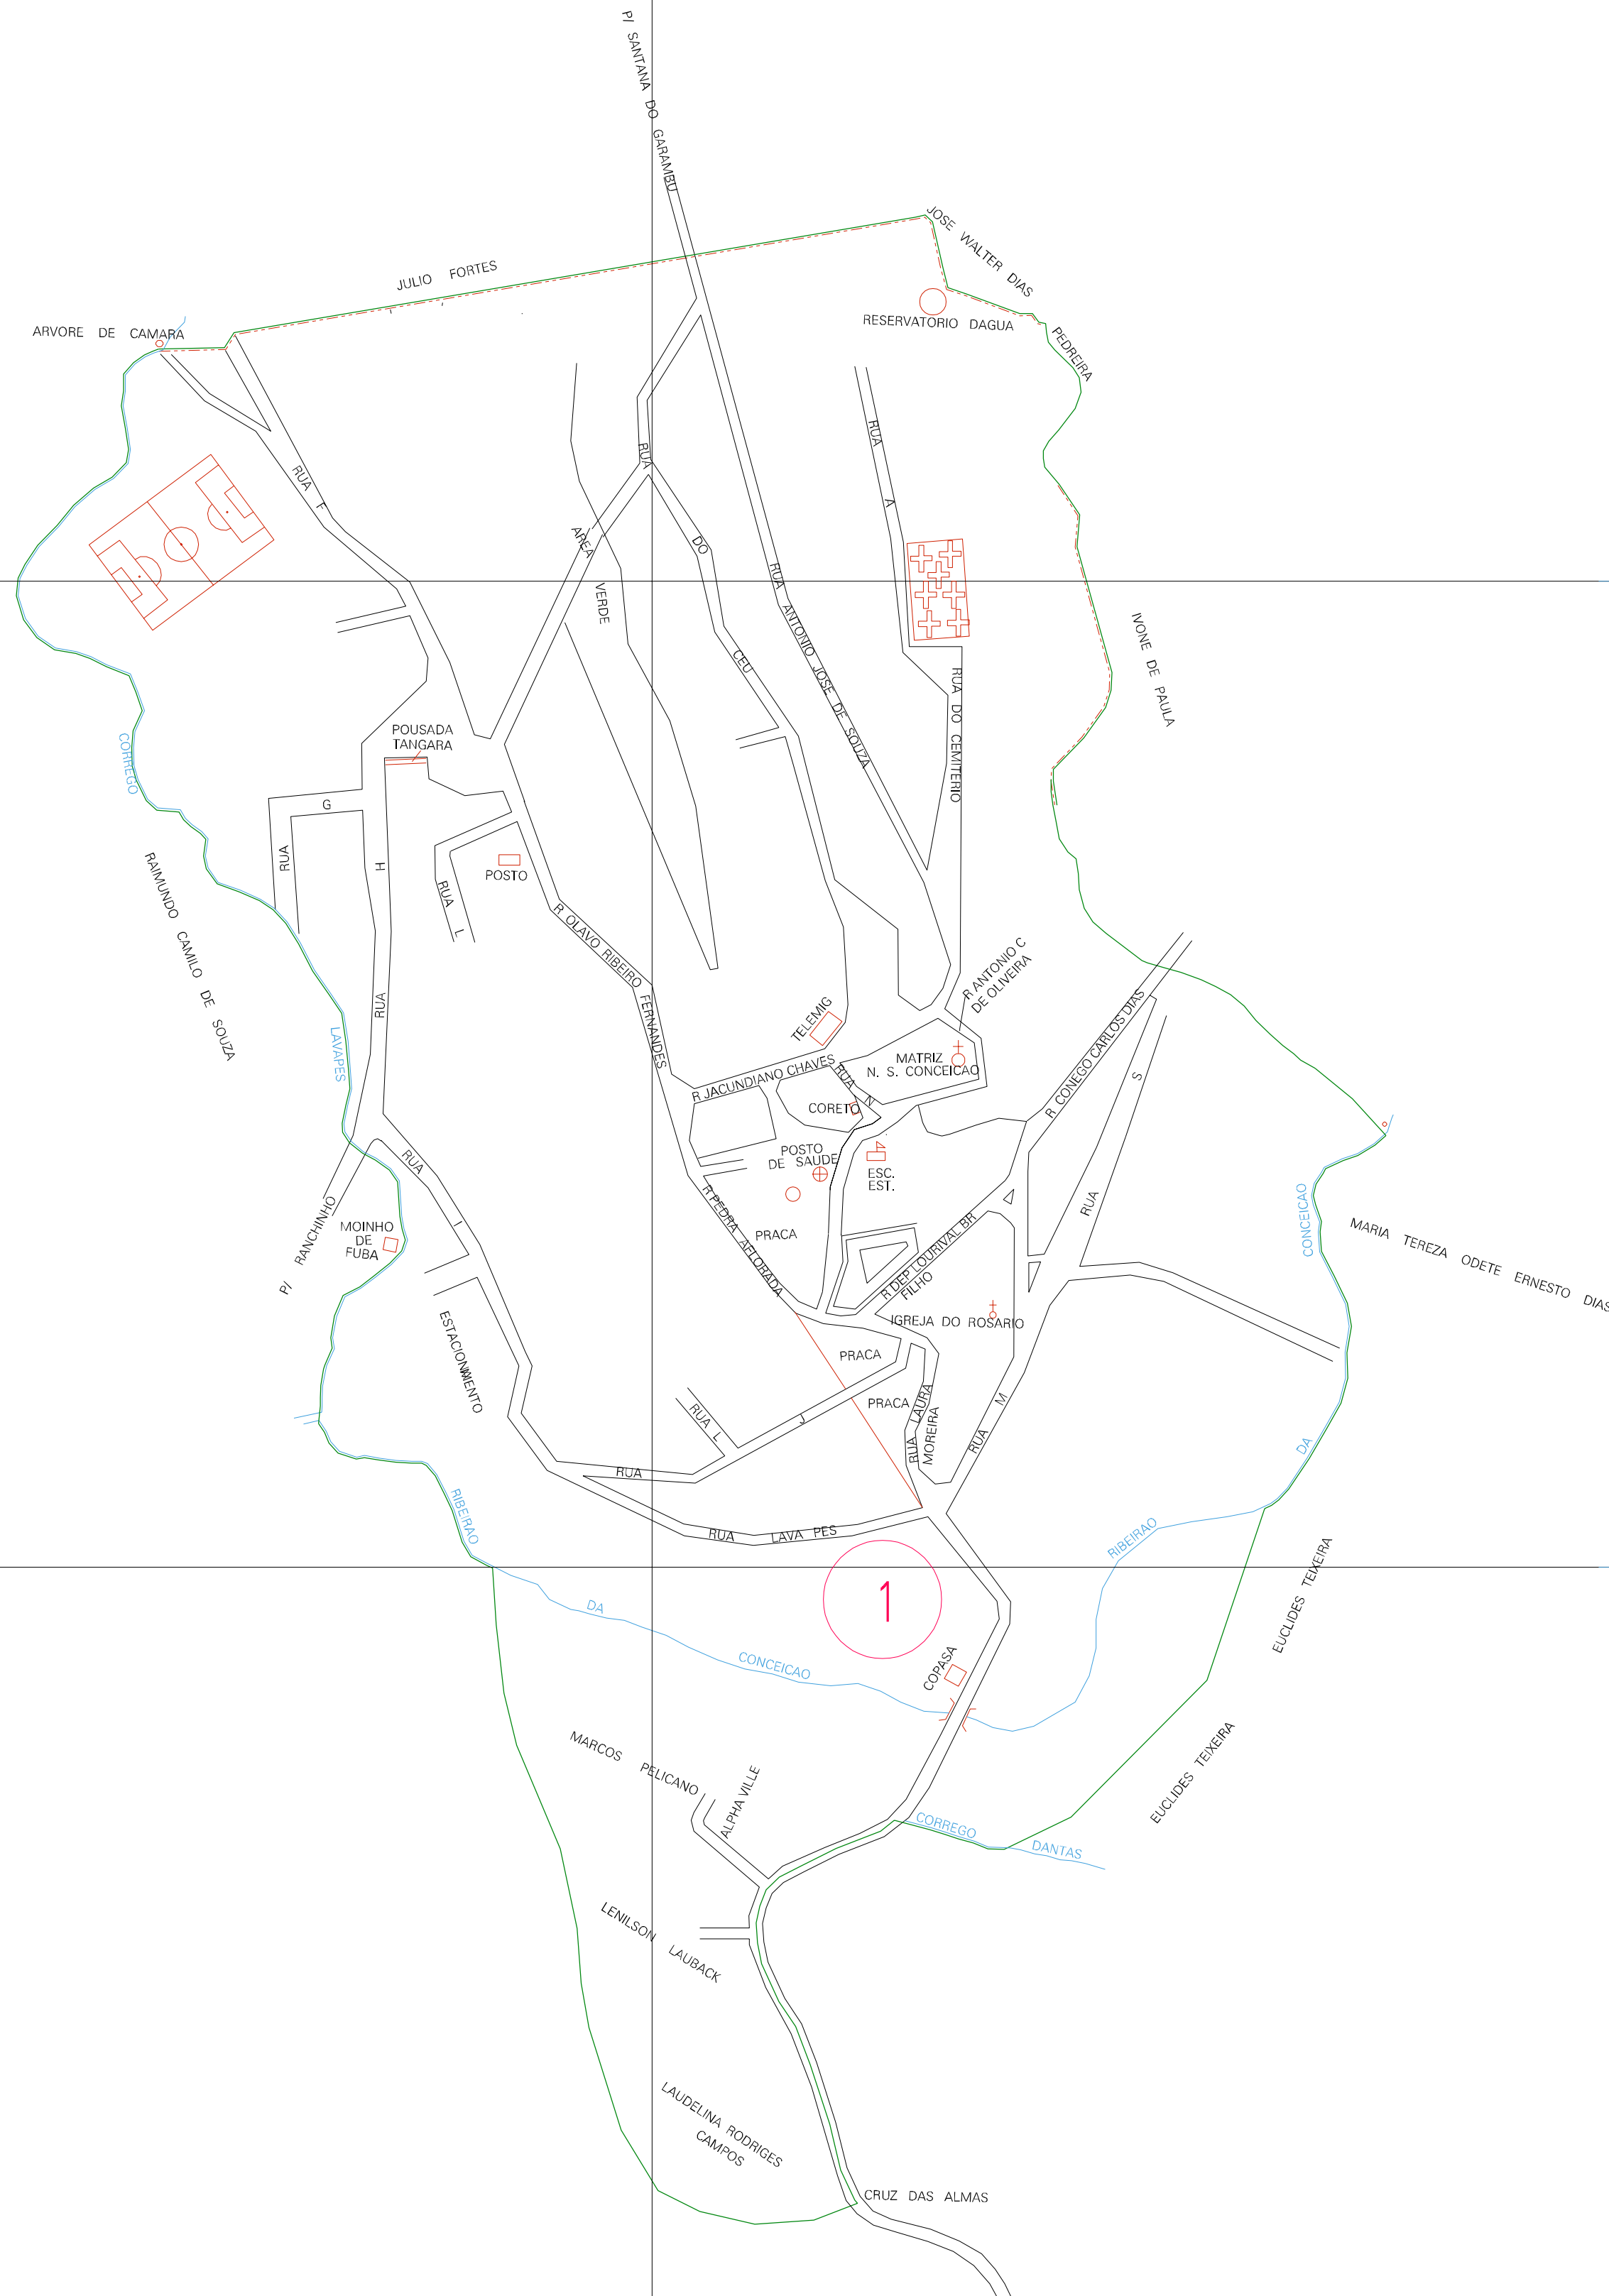 P/ SANTANA DO GARAMBU
JOSE WALTER DIAS
JULIO FORTES
RESERVATORIO DAGUA
ARVORE DE CAMARA
PEDREIRA
RUA F
RUA DO CEU
RUA A
AREA VERDE
RUA ANTONIO JOSE DE SOUZA
IVONE DE PAULA
RUA DO CEMITERIO
POUSADA
TANGARA
CORREGO LAVAPES
RUA G
RUA H
POSTO
RUA L
RAIMUNDO CAMILO DE SOUZA
R OLAVO RIBEIRO FERNANDES
R ANTONIO C
DE OLIVEIRA
TELEMIG
R CONEGO CARLOS DIAS
MATRIZ
N. S. CONCEICAO
R JACUNDIANO CHAVES
RUA N
RUA S
CORETO
POSTO
DE SAUDE
ESC.
EST.
RUA I
R PEDRA AFLORADA
PRACA
P/ RANCHINHO
MOINHO
DE
FUBA
R DEP LOURIVAL BR
FILHO
RIBEIRAO DA CONCEICAO
MARIA TEREZA ODETE ERNESTO DIAS
IGREJA DO ROSARIO
ESTACIONAMENTO
PRACA
PRACA
RUA LAURA
MOREIRA
RUA M
RUA L
RUA J
RUA LAVA PES
RIBEIRAO DA CONCEICAO
1
EUCLIDES TEIXEIRA
COPASA
EUCLIDES TEIXEIRA
MARCOS PELICANO
ALPHAVILLE
CORREGO DANTAS
LENILSON LAUBACK
LAUDELINA RODRIGES
CAMPOS
CRUZ DAS ALMAS